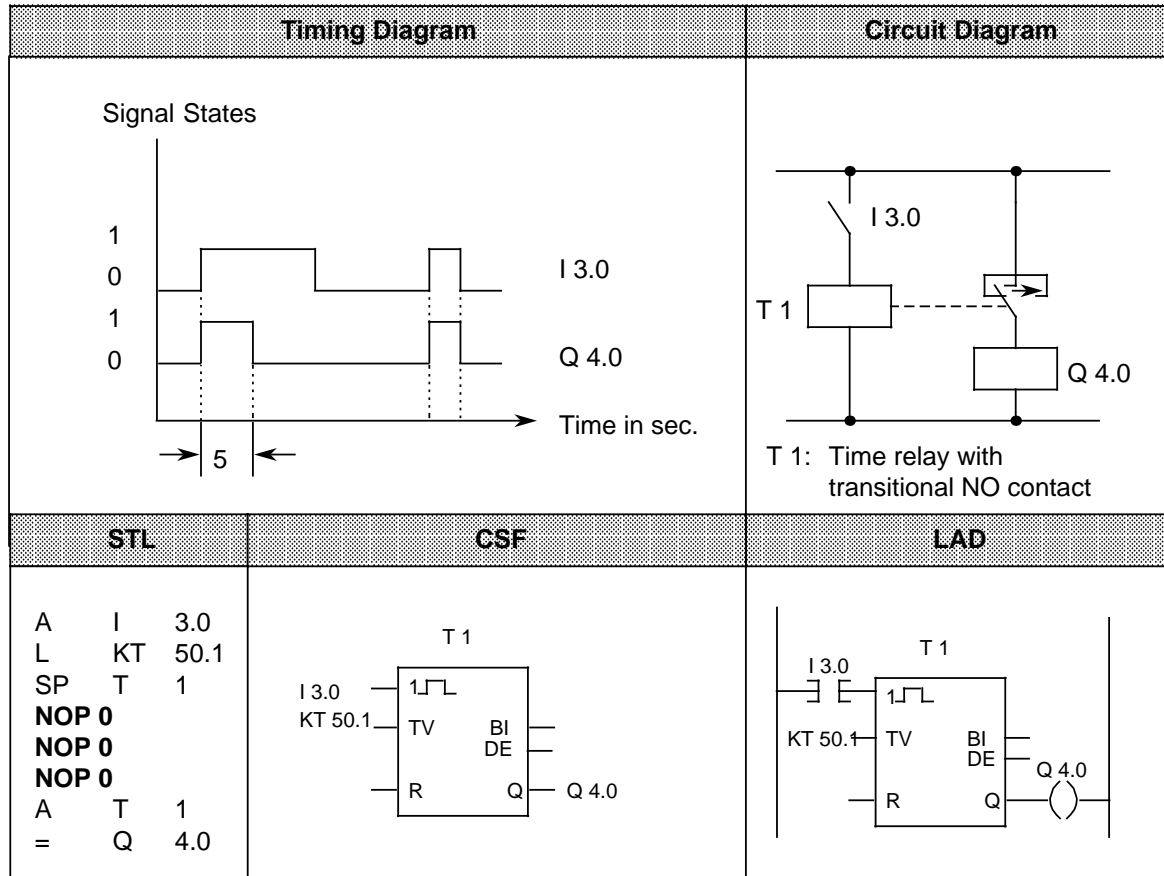 Timing Diagram
Circuit Diagram
Signal States
1
0
I 3.0
1
0
Q 4.0
Time in sec.
5
I 3.0
T 1
Q 4.0
T 1: Time relay with
transitional NO contact
STL
CSF
LAD
A I 3.0
L KT 50.1
SP T 1
NOP 0
NOP 0
NOP 0
A T 1
= Q 4.0
T 1
I 3.0 1
KT 50.1 TV BI
DE
R Q Q 4.0
T 1
I 3.0
1
KT 50.1 TV BI
DE
Q 4.0
R Q